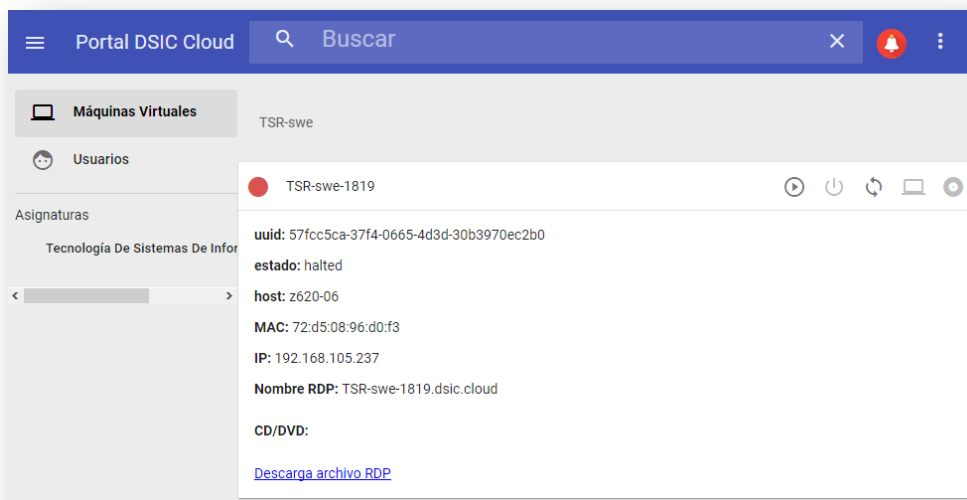 Portal DSIC Cloud
Buscar
Máquinas Virtuales
Usuarios
Asignaturas
Tecnología De Sistemas De Infor
TSR-swe
TSR-swe-1819
uuid: 57fcc5ca-37f4-0665-4d3d-30b3970ec2b0
estado: halted
host: z620-06
MAC: 72:d5:08:96:d0:f3
IP: 192.168.105.237
Nombre RDP: TSR-swe-1819.dsic.cloud
CD/DVD:
Descarga archivo RDP